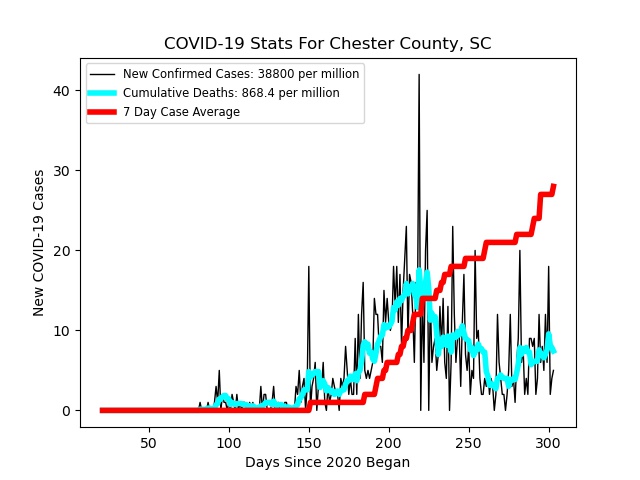 COVID-19 Stats For Chester County, SC
New Confirmed Cases: 38800 per million
Cumulative Deaths: 868.4 per million
7 Day Case Average
New COVID-19 Cases
40
30
20
10
0
50 100 150 200 250 300
Days Since 2020 Began